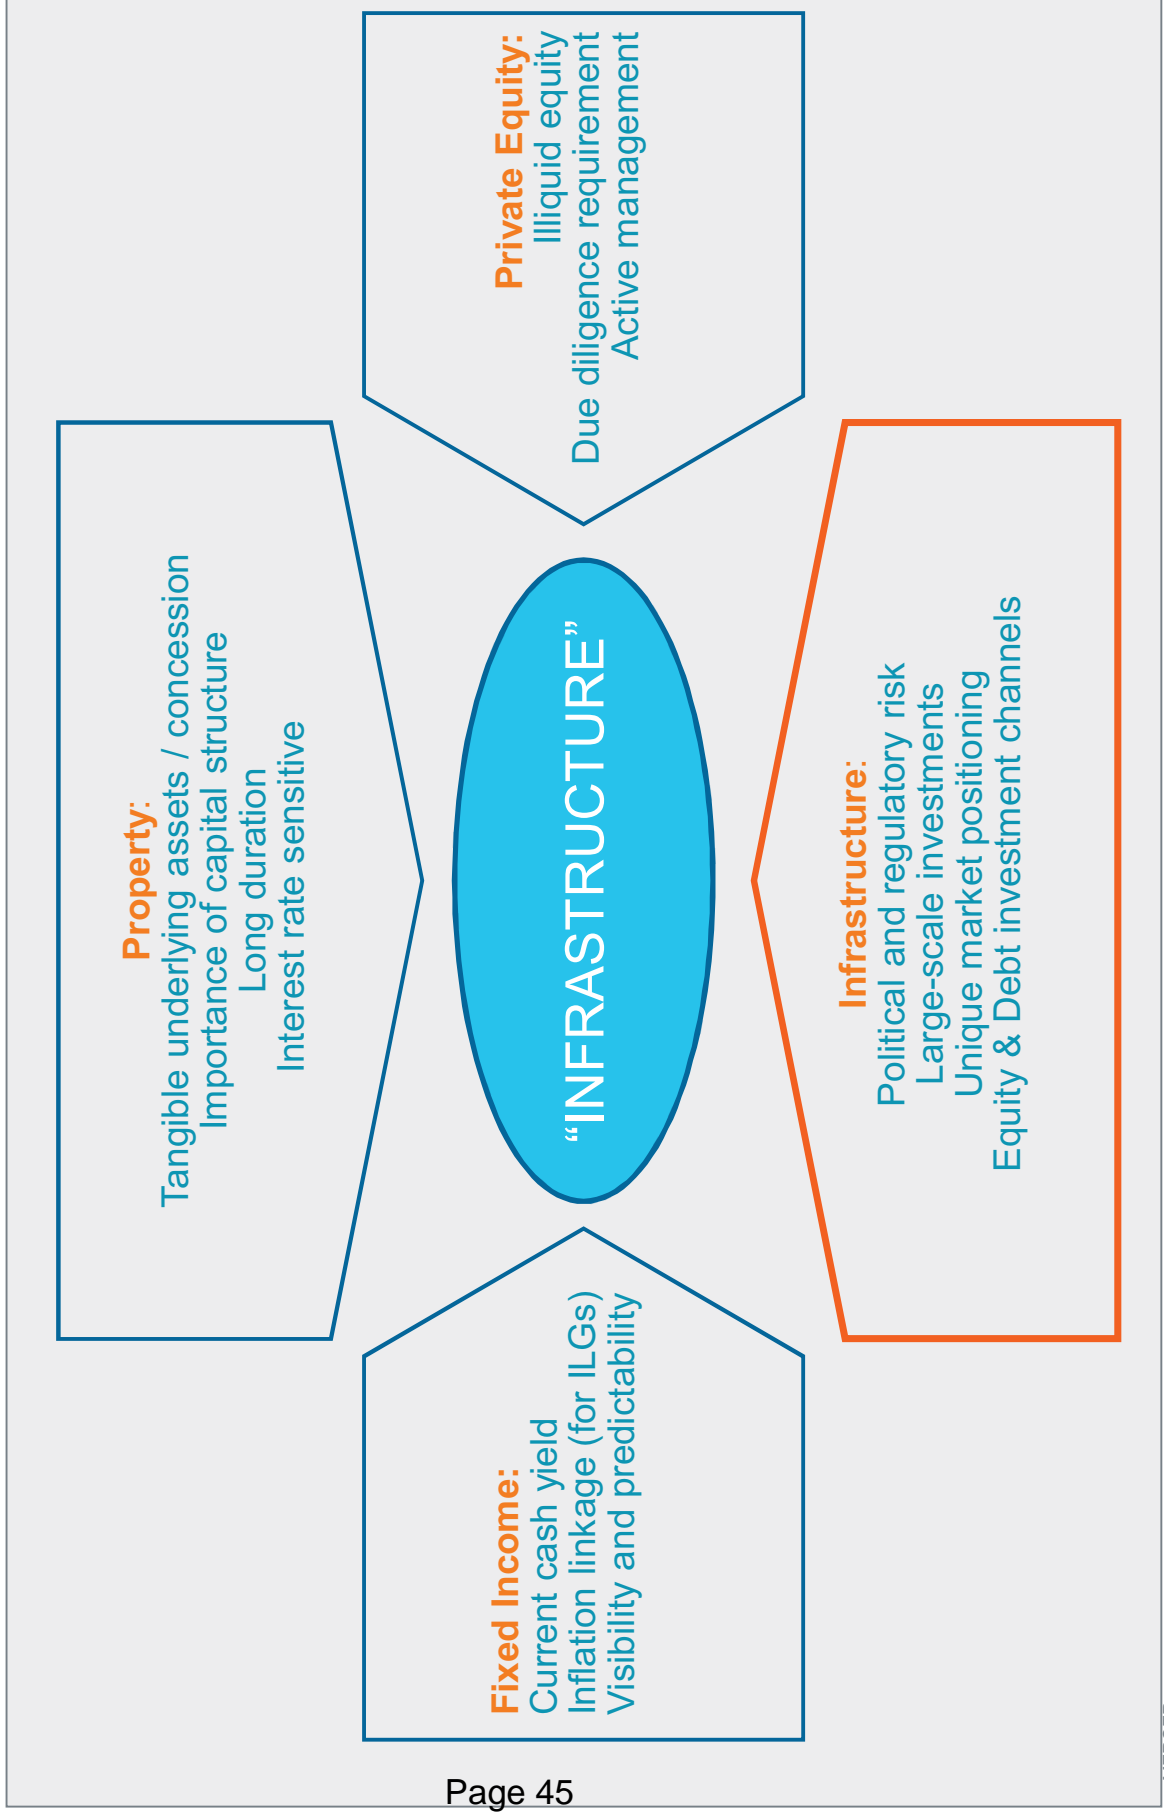 Property:
Tangible underlying assets / concession
Importance of capital structure
Long duration
Interest rate sensitive
Fixed Income:
Current cash yield
Inflation linkage (for ILGs)
Visibility and predictability
“INFRASTRUCTURE”
Private Equity:
Illiquid equity
Due diligence requirement
Active management
Infrastructure:
Political and regulatory risk
Large-scale investments
Unique market positioning
Equity & Debt investment channels
Page 45